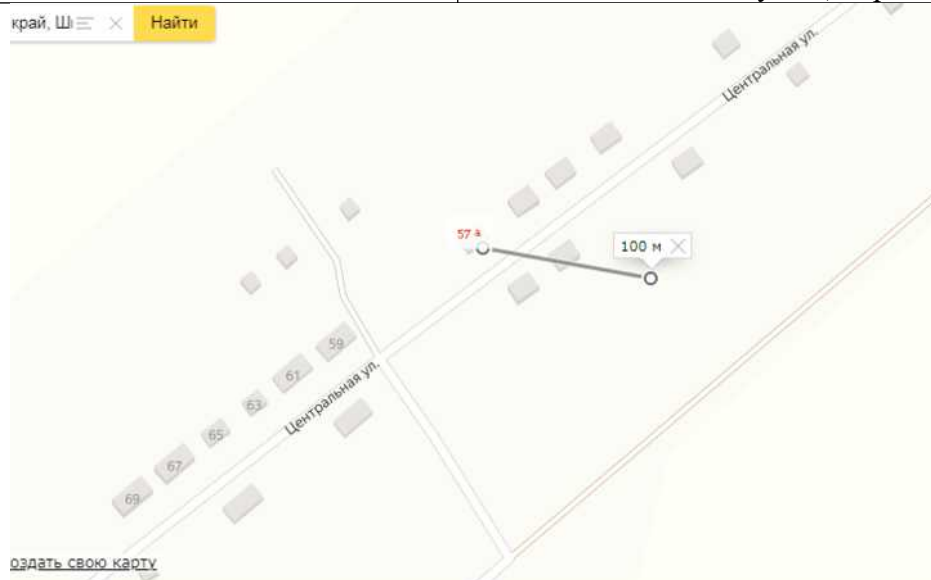 край, Ш
Найти
Центральная ул.
57 а
100 м
59
61
63
Центральная ул.
65
67
69
оздать свою карту